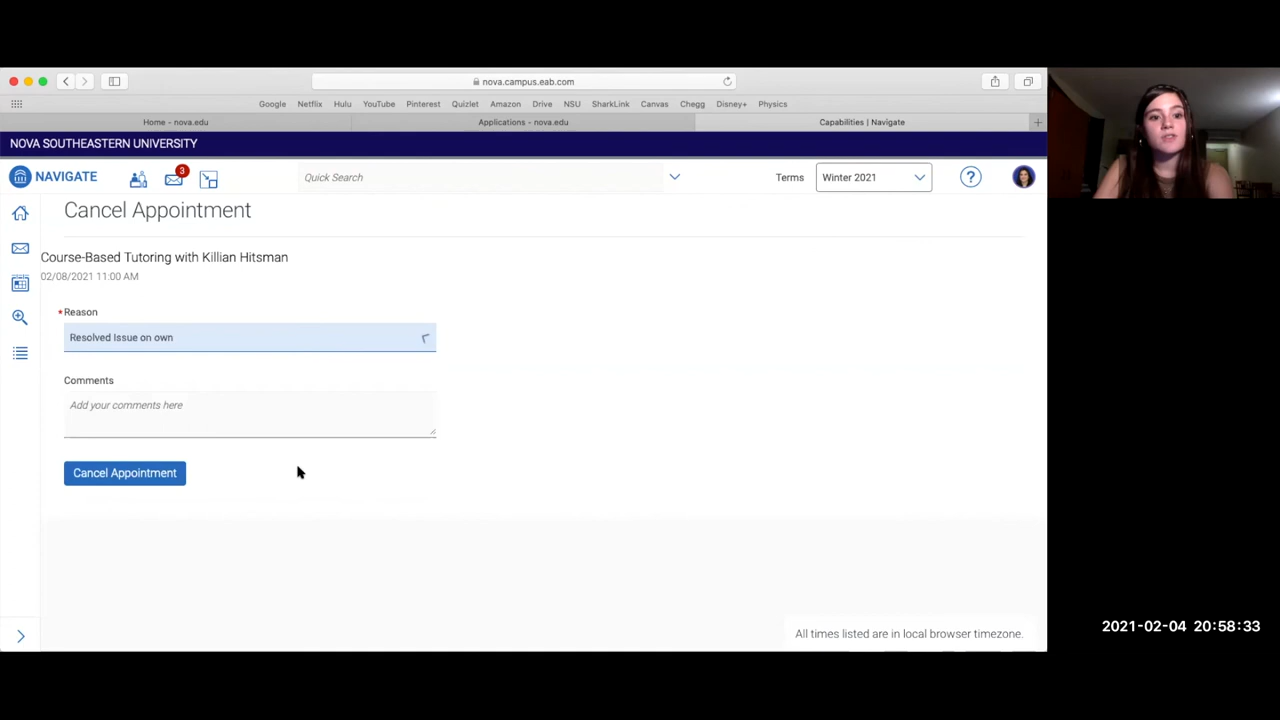 nova.campus.eab.com
Google Netflix Hulu YouTube Pinterest Quizlet Amazon Drive NSU SharkLink Canvas Chegg Disney+ Physics
Home - nova.edu Applications - nova.edu Capabilities | Navigate
NOVA SOUTHEASTERN UNIVERSITY
NAVIGATE 3 Quick Search Terms Winter 2021 ?
Cancel Appointment
Course-Based Tutoring with Killian Hitsman
02/08/2021 11:00 AM
* Reason
Resolved Issue on own
Comments
Add your comments here
Cancel Appointment
All times listed are in local browser timezone.
2021-02-04 20:58:33